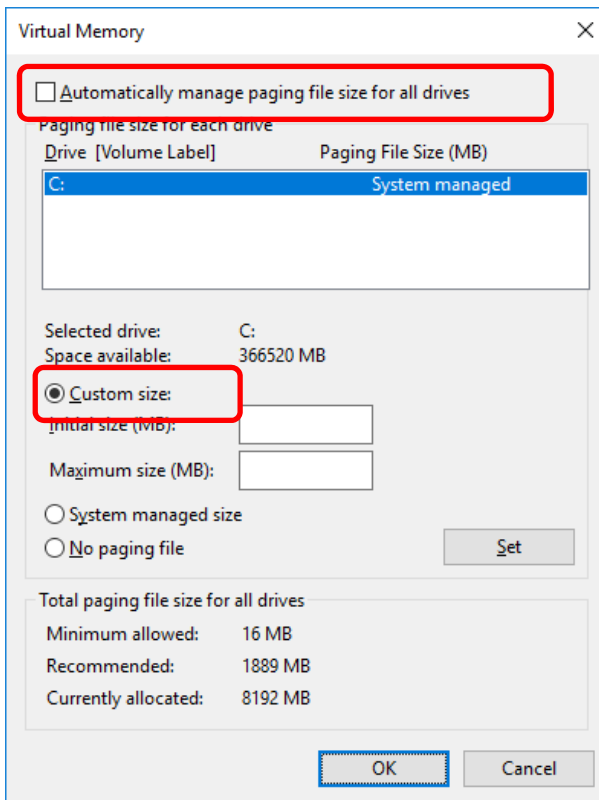 Virtual Memory
Automatically manage paging file size for all drives
Paging file size for each drive
Drive [Volume Label] Paging File Size (MB)
C: System managed
Selected drive: C:
Space available: 366520 MB
Custom size:
Initial size (MB):
Maximum size (MB):
System managed size
No paging file Set
Total paging file size for all drives
Minimum allowed: 16 MB
Recommended: 1889 MB
Currently allocated: 8192 MB
OK Cancel